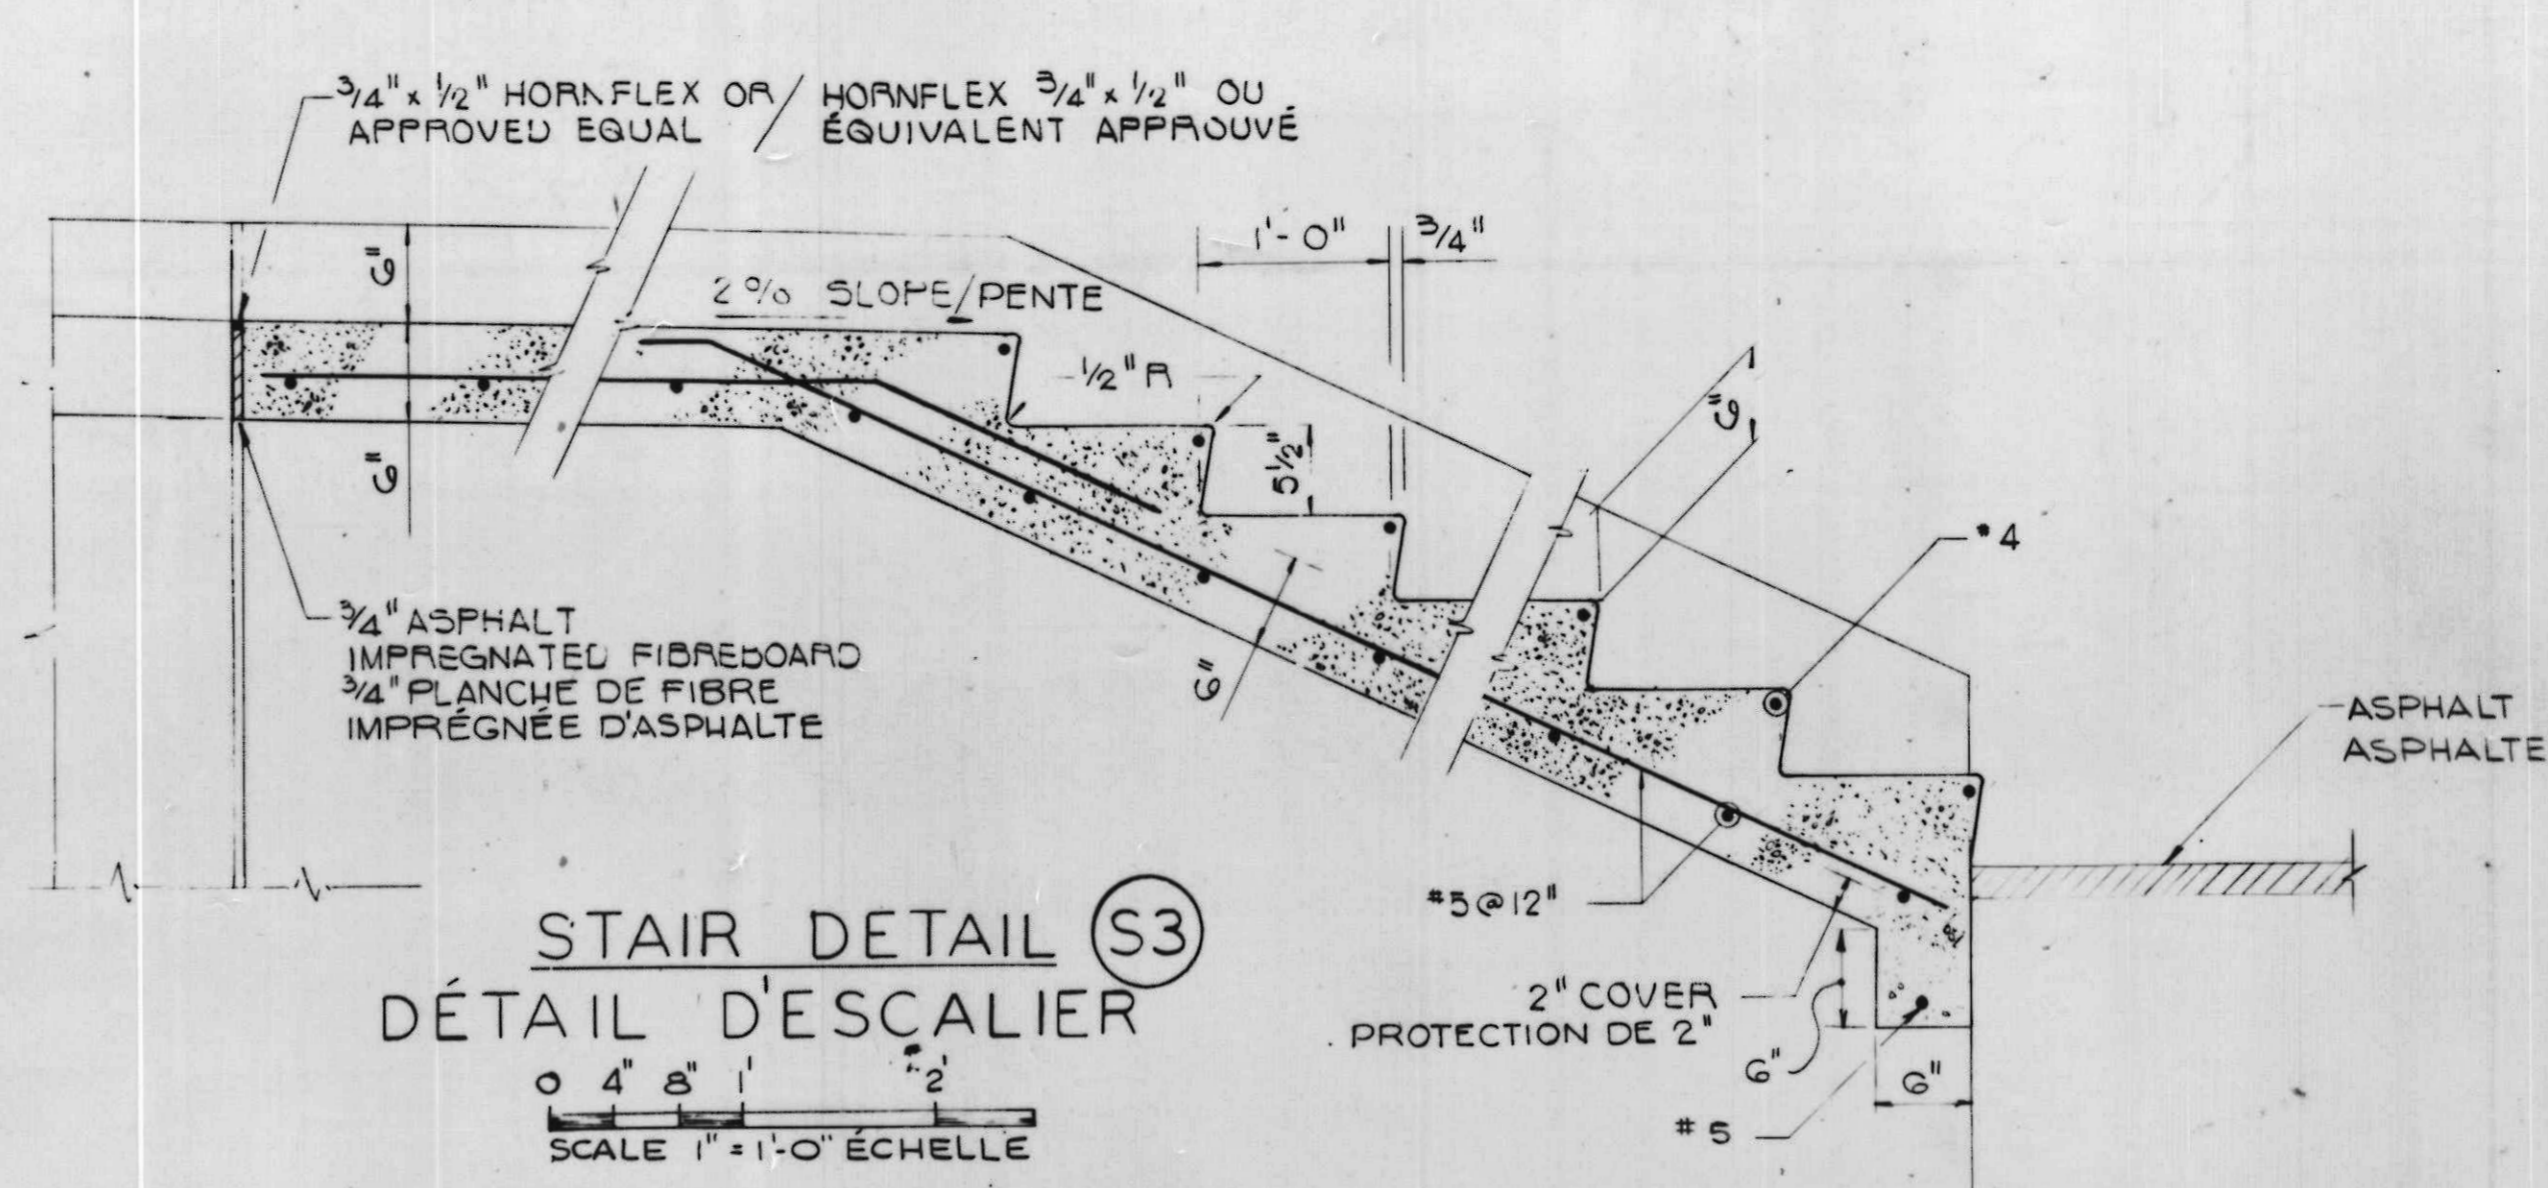 3/4" x 1/2" HORNFLEX OR /
APPROVED EQUAL
HORNFLEX 3/4" x 1/2" OU
ÉQUIVALENT APPROUVÉ
6"
2% SLOPE/PENTE
1'-0"
3/4"
1/2" R
6"
5 1/2"
6"
#4
6"
3/4" ASPHALT
IMPREGNATED FIBREBOARD
3/4" PLANCHE DE FIBRE
IMPRÉGNÉE D'ASPHALTE
ASPHALT
ASPHALTE
#5@12"
2" COVER
PROTECTION DE 2"
6"
6"
#5
STAIR DETAIL S3
DÉTAIL D'ESCALIER
0 4" 8" 1' 2'
SCALE 1" = 1'-0" ÉCHELLE